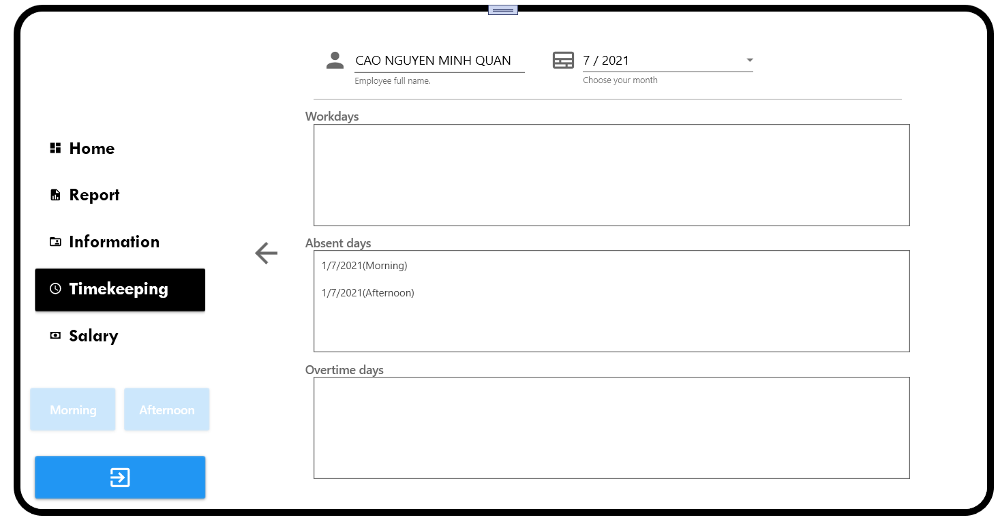 CAO NGUYEN MINH QUAN
Employee full name.
7 / 2021
Choose your month
Home
Report
Information
Timekeeping
Salary
Morning
Afternoon
Workdays
Absent days
1/7/2021(Morning)
1/7/2021(Afternoon)
Overtime days